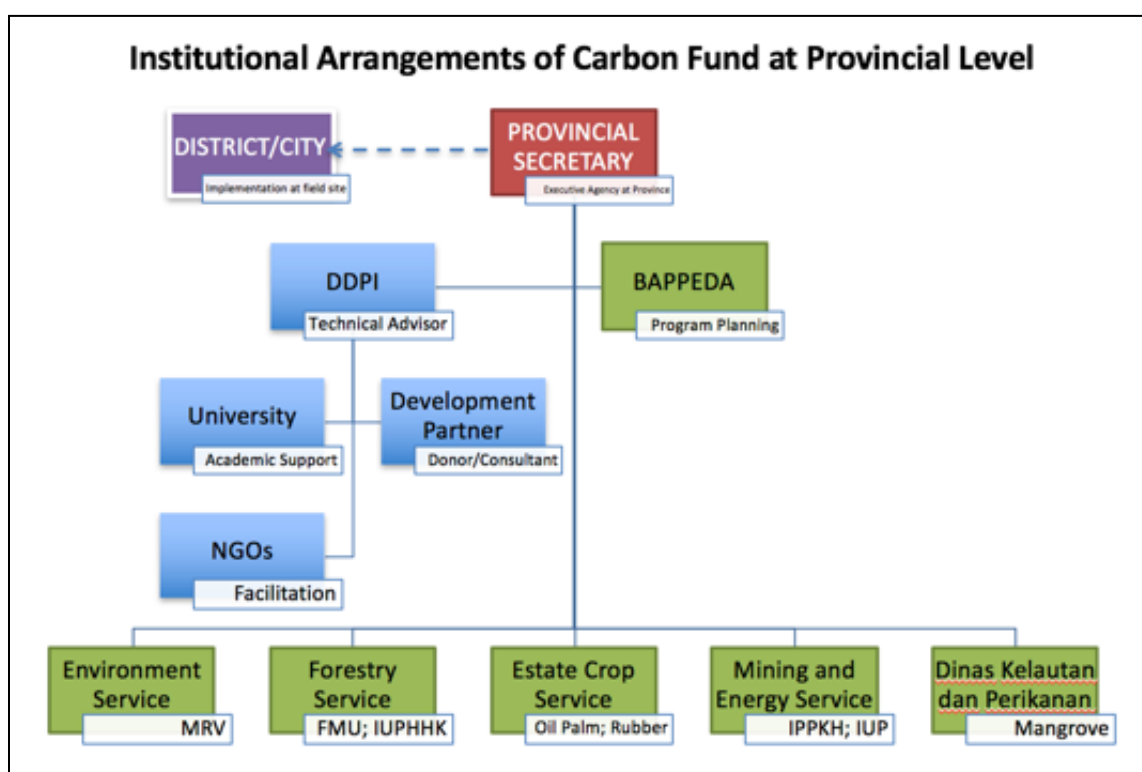 Institutional Arrangements of Carbon Fund at Provincial Level
DISTRICT/CITY
Implementation at field site
PROVINCIAL
SECRETARY
Executive Agency at Province
DDPI
Technical Advisor
BAPPEDA
Program Planning
University
Academic Support
Development
Partner
Donor/Consultant
NGOs
Facilitation
Environment
Service
MRV
Forestry
Service
FMU; IUPHHK
Estate Crop
Service
Oil Palm; Rubber
Mining and
Energy Service
IPPKH; IUP
Dinas Kelautan
dan Perikanan
Mangrove